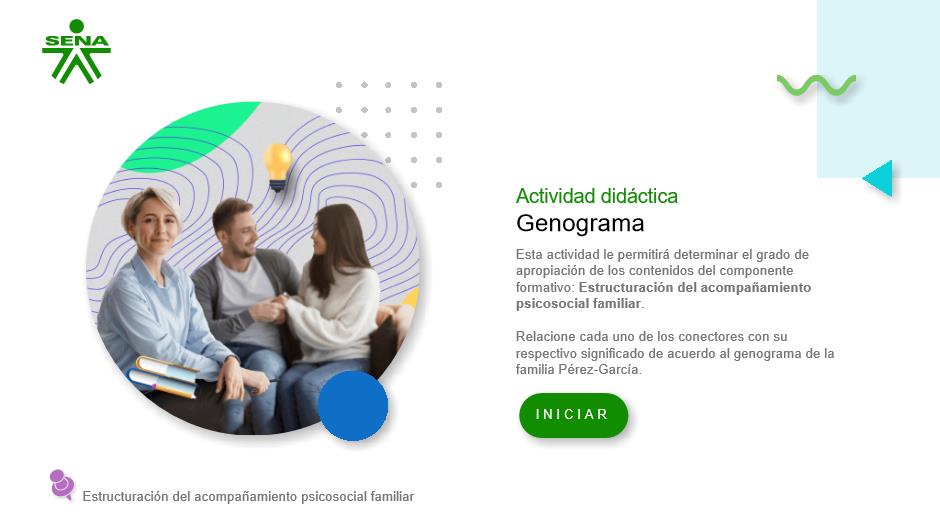 SENA
Actividad didáctica
Genograma
Esta actividad le permitirá determinar el grado de
apropiación de los contenidos del componente
formativo: Estructuración del acompañamiento
psicosocial familiar.
Relacione cada uno de los conectores con su
respectivo significado de acuerdo al genograma de la
familia Pérez-García.
INICIAR
Estructuración del acompañamiento psicosocial familiar